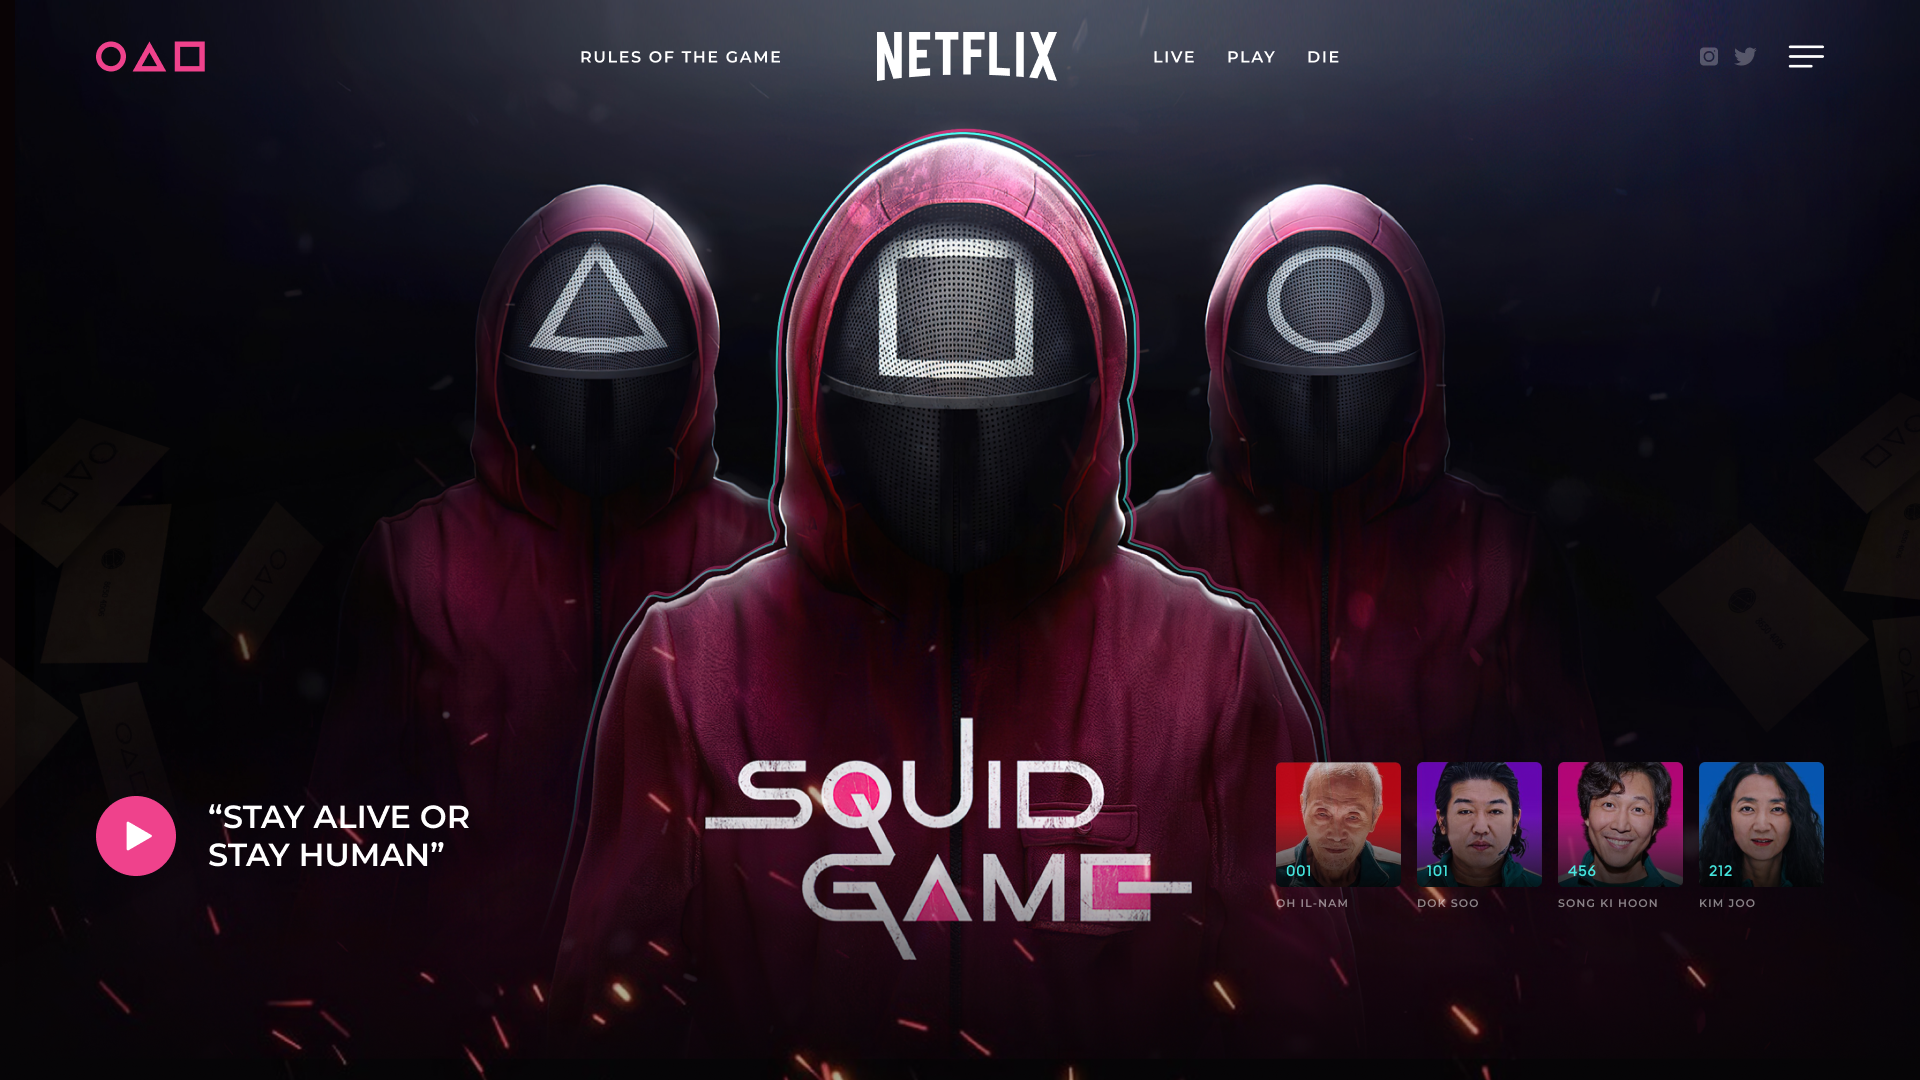 RULES OF THE GAME
NETFLIX
LIVE
PLAY
DIE
“STAY ALIVE OR
STAY HUMAN”
SQUID
GAME
001
101
456
212
OH IL-NAM
DOK SOO
SONG KI HOON
KIM JOO